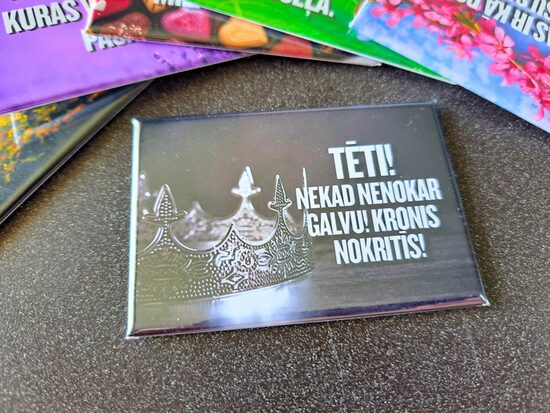 KURAS
TĒTI!
NEKAD NENOKAR
GALVU! KRONIS
NOKRITĪS!